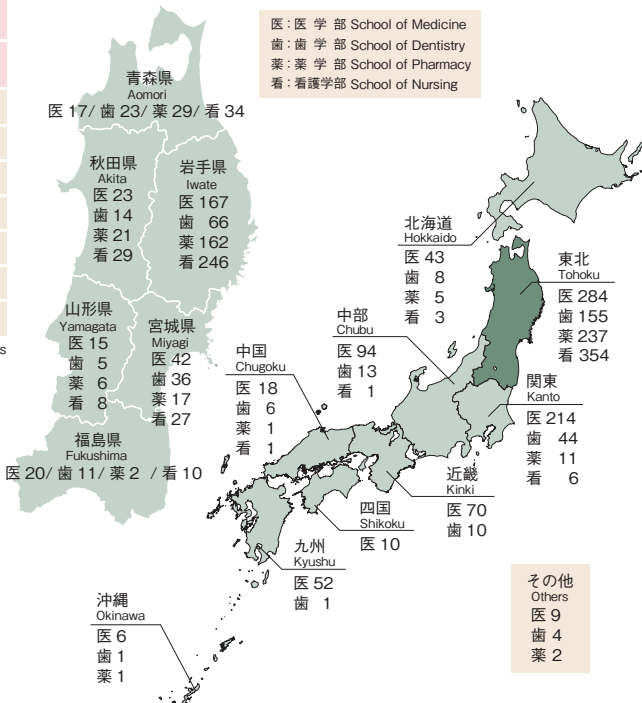 医：医 学 部 School of Medicine
歯：歯 学 部 School of Dentistry
薬：薬 学 部 School of Pharmacy
看：看護学部 School of Nursing
青森県
Aomori
医 17/ 歯 23/ 薬 29/ 看 34
秋田県
Akita
医 23
歯 14
薬 21
看 29
岩手県
Iwate
医 167
歯 66
薬 162
看 246
山形県
Yamagata
医 15
歯 5
薬 6
看 8
宮城県
Miyagi
医 42
歯 36
薬 17
看 27
福島県
Fukushima
医 20/ 歯 11/ 薬 2 / 看 10
s
北海道
Hokkaido
医 43
歯 8
薬 5
看 3
東北
Tohoku
医 284
歯 155
薬 237
看 354
中部
Chubu
医 94
歯 13
看 1
中国
Chugoku
医 18
歯 6
薬 1
看 1
関東
Kanto
医 214
歯 44
薬 11
看 6
近畿
Kinki
医 70
歯 10
四国
Shikoku
医 10
九州
Kyushu
医 52
歯 1
沖縄
Okinawa
医 6
歯 1
薬 1
その他
Others
医 9
歯 4
薬 2